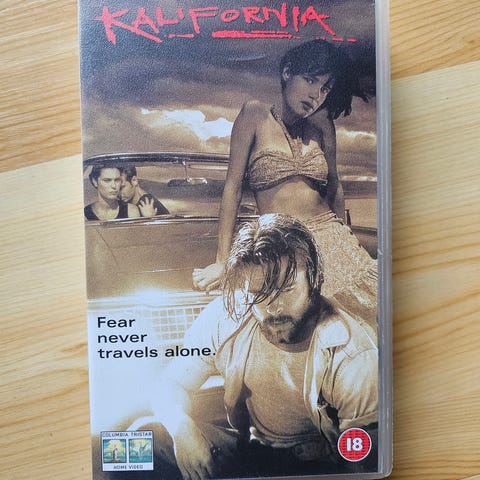 KALIFORNIA
Fear
never
travels alone.
COLUMBIA TRISTAR
HOME VIDEO
18